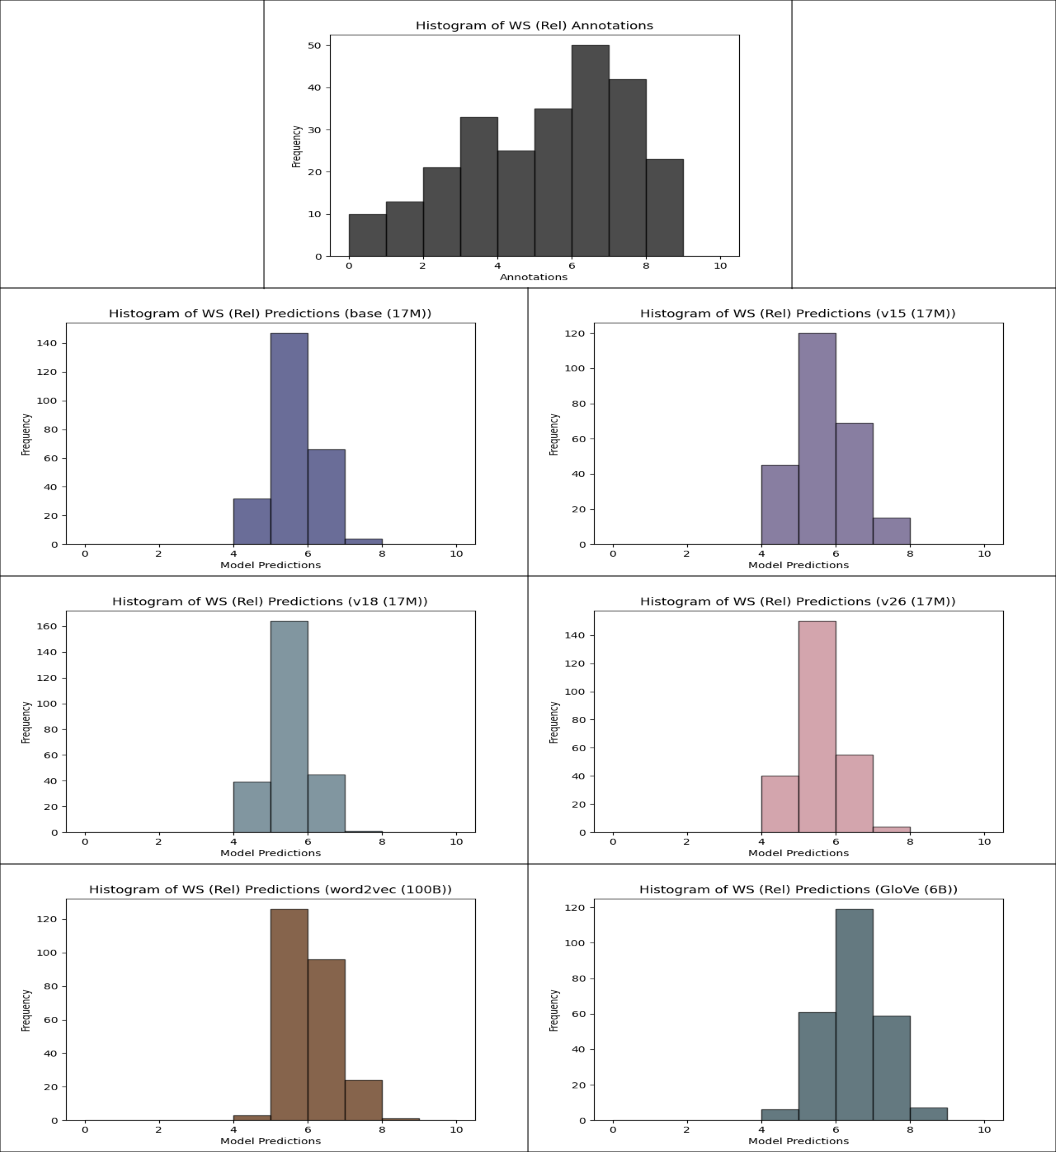 Histogram of WS (Rel) Annotations
50
40
30
20
10
0
Frequency
0 2 4 6 8 10
Annotations
Histogram of WS (Rel) Predictions (base (17M))
140
120
100
80
60
40
20
0
Frequency
0 2 4 6 8 10
Model Predictions
Histogram of WS (Rel) Predictions (v15 (17M))
120
100
80
60
40
20
0
Frequency
0 2 4 6 8 10
Model Predictions
Histogram of WS (Rel) Predictions (v18 (17M))
160
140
120
100
80
60
40
20
0
Frequency
0 2 4 6 8 10
Model Predictions
Histogram of WS (Rel) Predictions (v26 (17M))
140
120
100
80
60
40
20
0
Frequency
0 2 4 6 8 10
Model Predictions
Histogram of WS (Rel) Predictions (word2vec (100B))
120
100
80
60
40
20
0
Frequency
0 2 4 6 8 10
Model Predictions
Histogram of WS (Rel) Predictions (GloVe (6B))
120
100
80
60
40
20
0
Frequency
0 2 4 6 8 10
Model Predictions